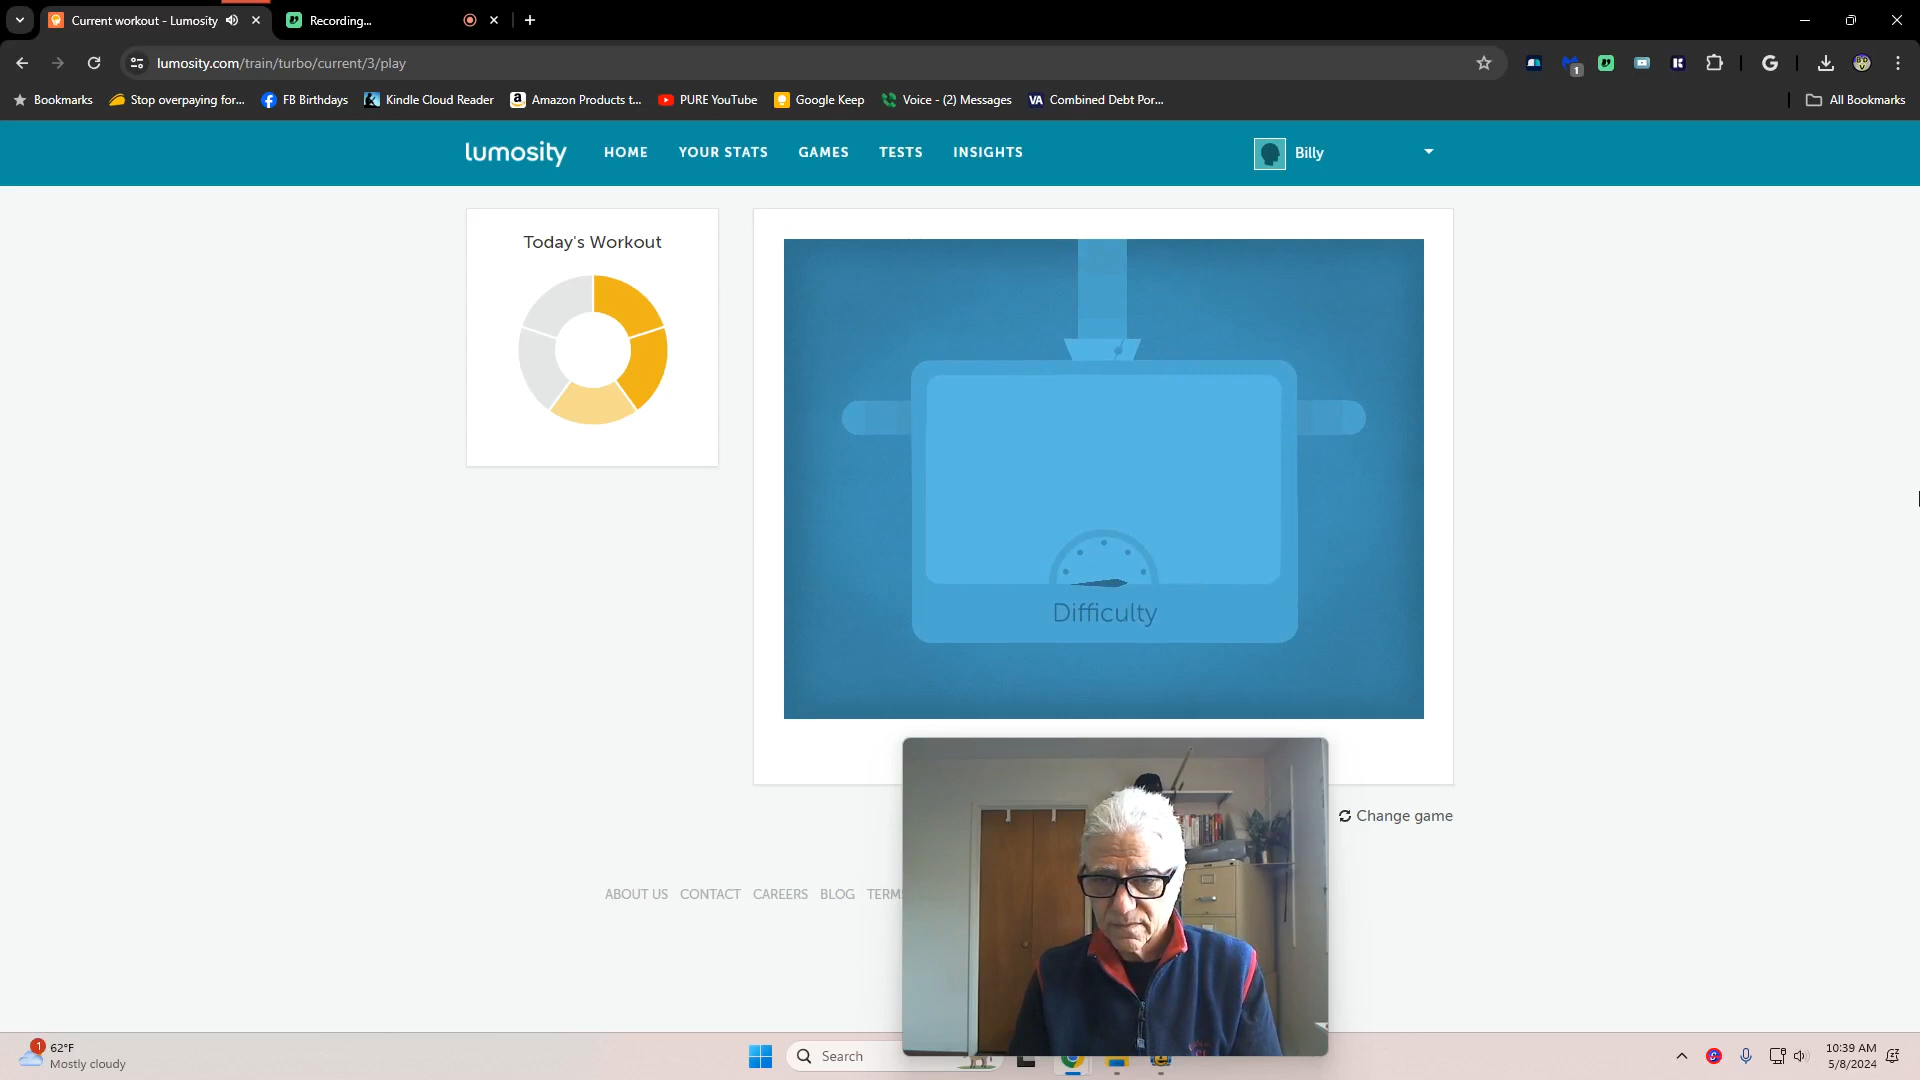 Current workout - Lumosity
Recording...
lumosity.com/train/turbo/current/3/play
1
Bookmarks
Stop overpaying for...
FB Birthdays
Kindle Cloud Reader
Amazon Products t...
PURE YouTube
Google Keep
Voice - (2) Messages
VA Combined Debt Por...
All Bookmarks
lumosity
HOME
YOUR STATS
GAMES
TESTS
INSIGHTS
Billy
Today's Workout
Difficulty
Change game
ABOUT US
CONTACT
CAREERS
BLOG
1
62°F
Mostly cloudy
Search
10:39 AM
5/8/2024